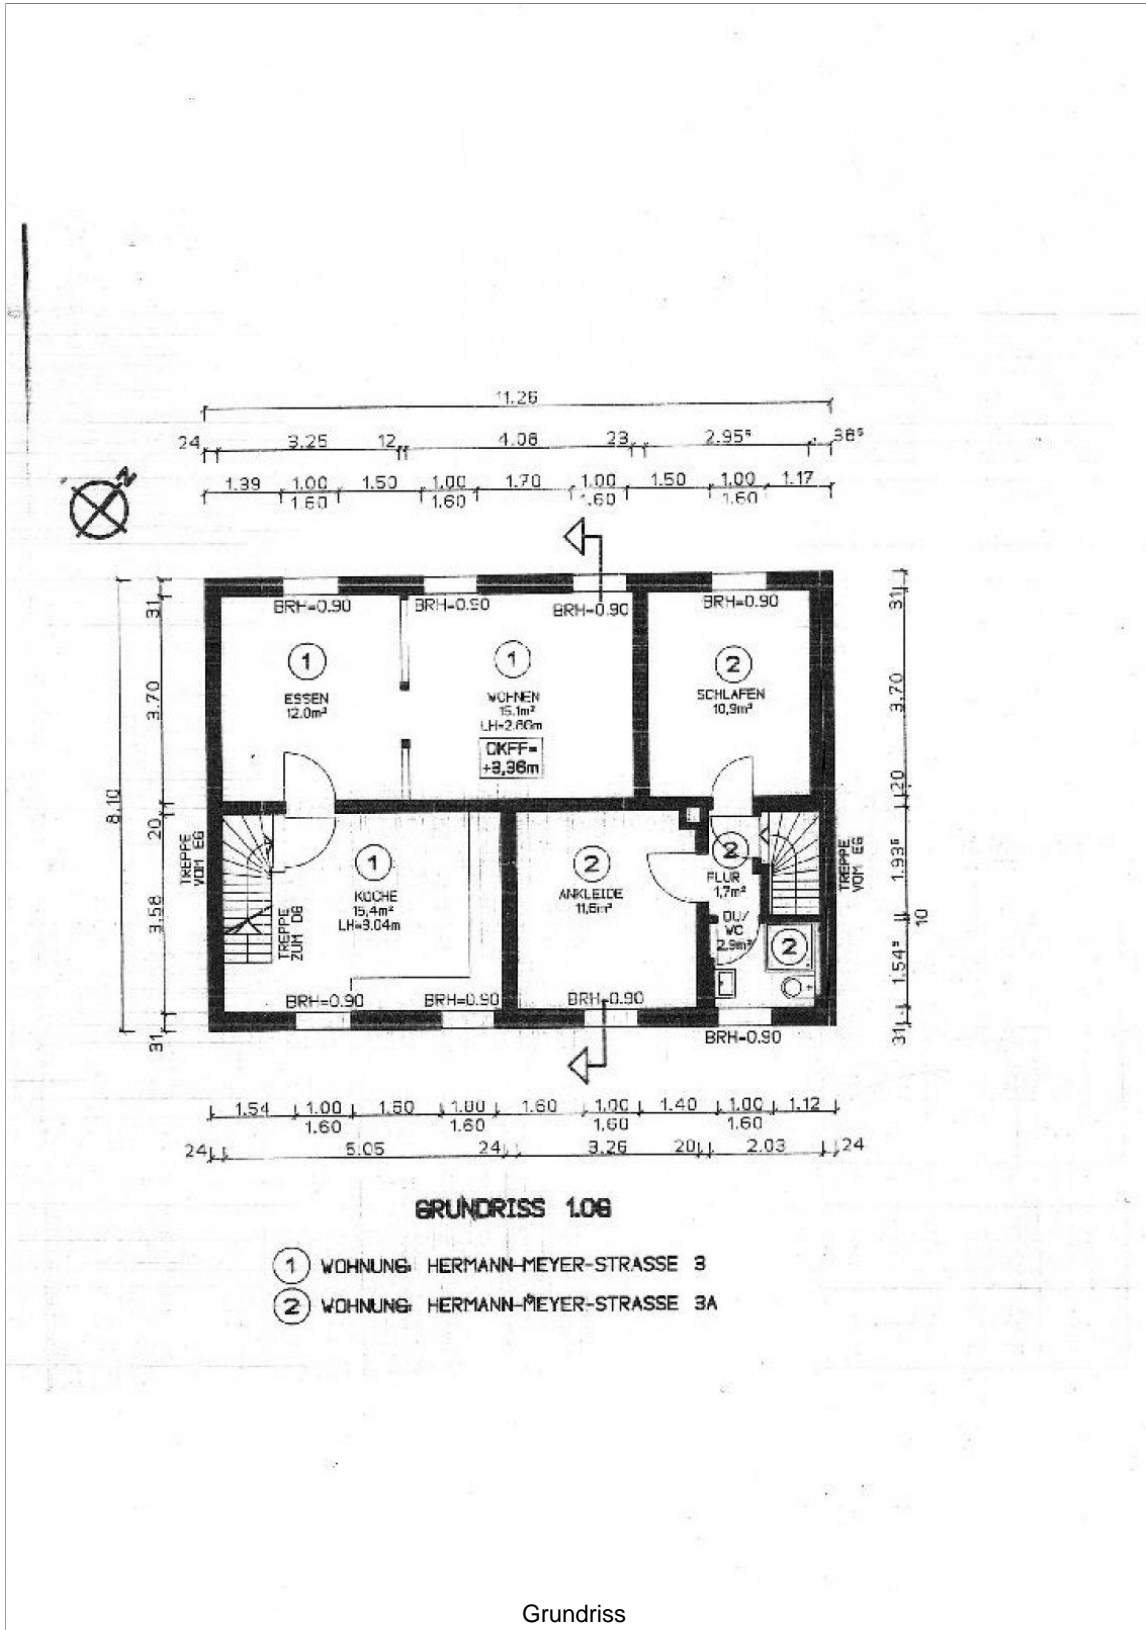 11.26
24 3.25 12 4.08 23 2.95⁵ 36⁵
1.39 1.00 1.50 1.00 1.70 1.00 1.50 1.00 1.17
1.60 1.60 1.60 1.60
N
BRH=0.90 BRH=0.90 BRH=0.90 BRH=0.90
31 31
1
ESSEN
12.0m²
1
WOHNEN
15.1m²
LH=2.66m
OKFF=
+3,36m
2
SCHLAFEN
10,9m²
3.70 3.70
8.10
20 20
TREPPE
VOM EG
1
KÜCHE
15,4m²
LH=3.04m
TREPPE
ZUM DG
2
ANKLEIDE
11,6m²
2
FLUR
1,7m²
DU/
WC
2,9m²
2
TREPPE
VOM EG
3.58 1.93⁵
10
1.54⁵
BRH=0.90 BRH=0.90 BRH=0.90
BRH=0.90
31 31
1.54 1.00 1.60 1.00 1.60 1.00 1.40 1.00 1.12
1.60 1.60 1.60 1.60
24 5.05 24 3.26 20 2.03 24
GRUNDRISS 1.OG
1 WOHNUNG: HERMANN-MEYER-STRASSE 3
2 WOHNUNG: HERMANN-MEYER-STRASSE 3A
Grundriss